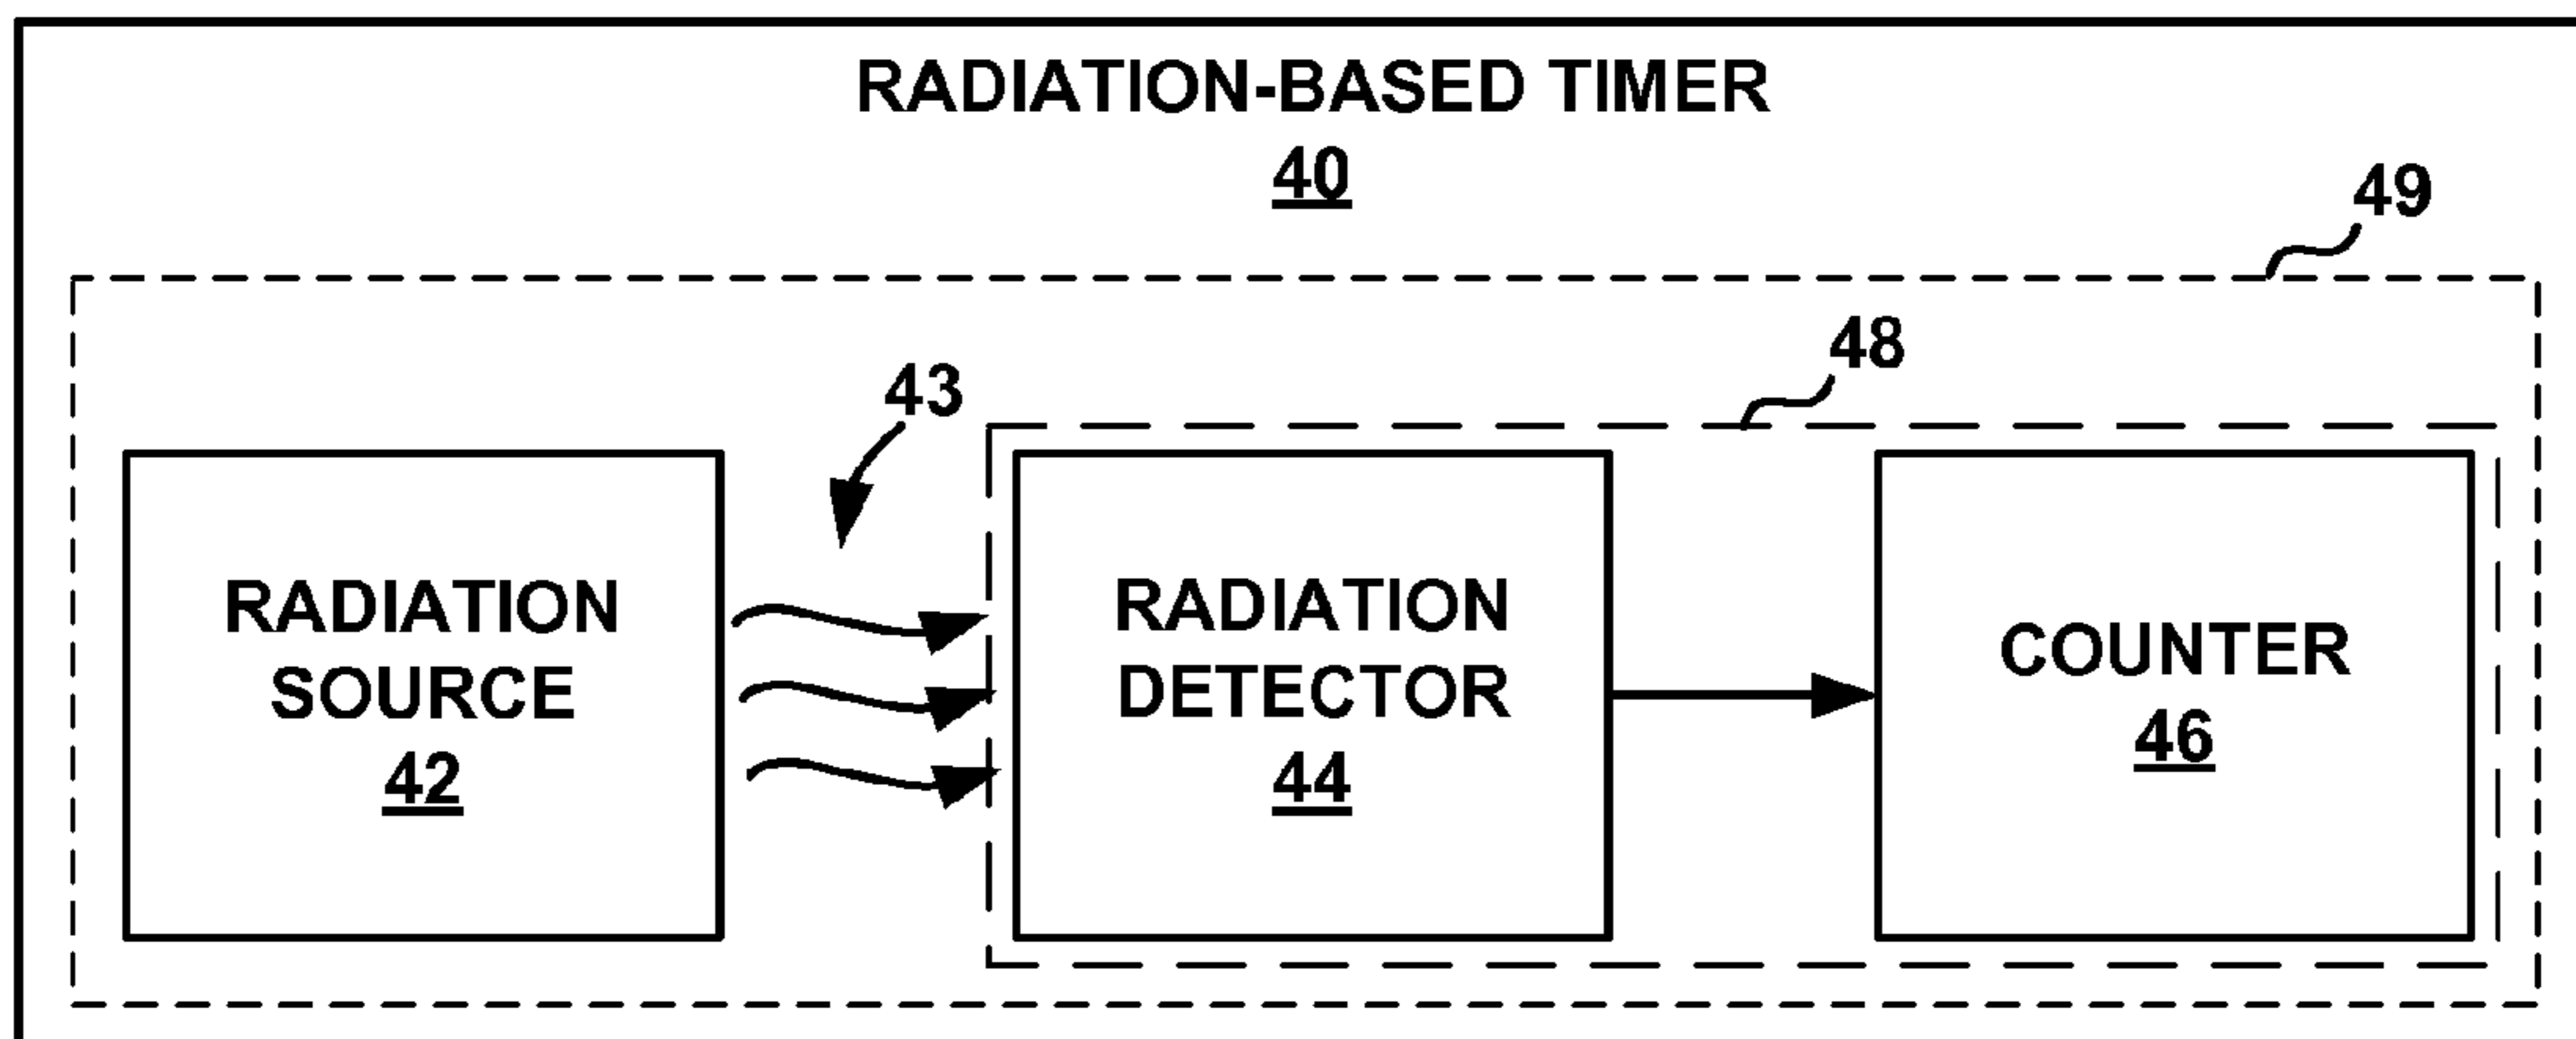 RADIATION-BASED TIMER
40
49
48
43
RADIATION
SOURCE
42
RADIATION
DETECTOR
44
COUNTER
46